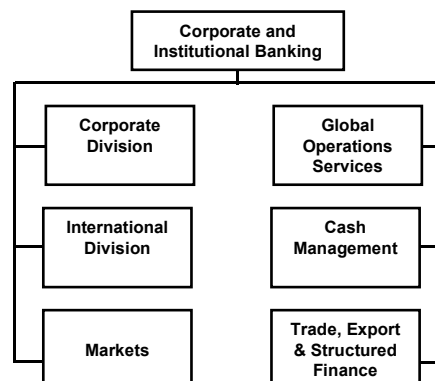 Corporate and
Institutional Banking
Corporate
Division
Global
Operations
Services
International
Division
Cash
Management
Markets
Trade, Export
& Structured
Finance